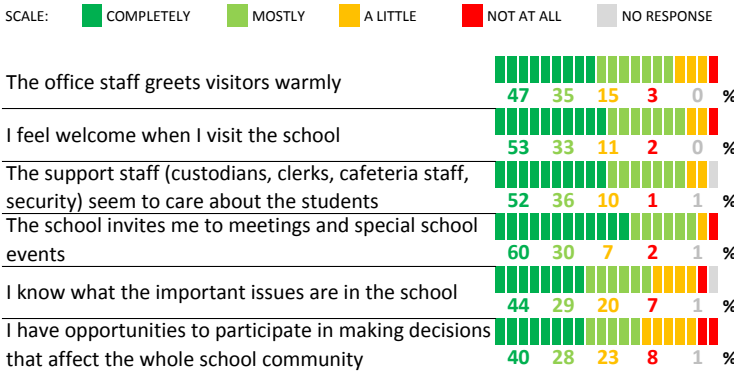 SCALE: COMPLETELY MOSTLY A LITTLE NOT AT ALL NO RESPONSE
The office staff greets visitors warmly
47 35 15 3 0 %
I feel welcome when I visit the school
53 33 11 2 0 %
The support staff (custodians, clerks, cafeteria staff,
security) seem to care about the students
52 36 10 1 1 %
The school invites me to meetings and special school
events
60 30 7 2 1 %
I know what the important issues are in the school
44 29 20 7 1 %
I have opportunities to participate in making decisions
that affect the whole school community
40 28 23 8 1 %